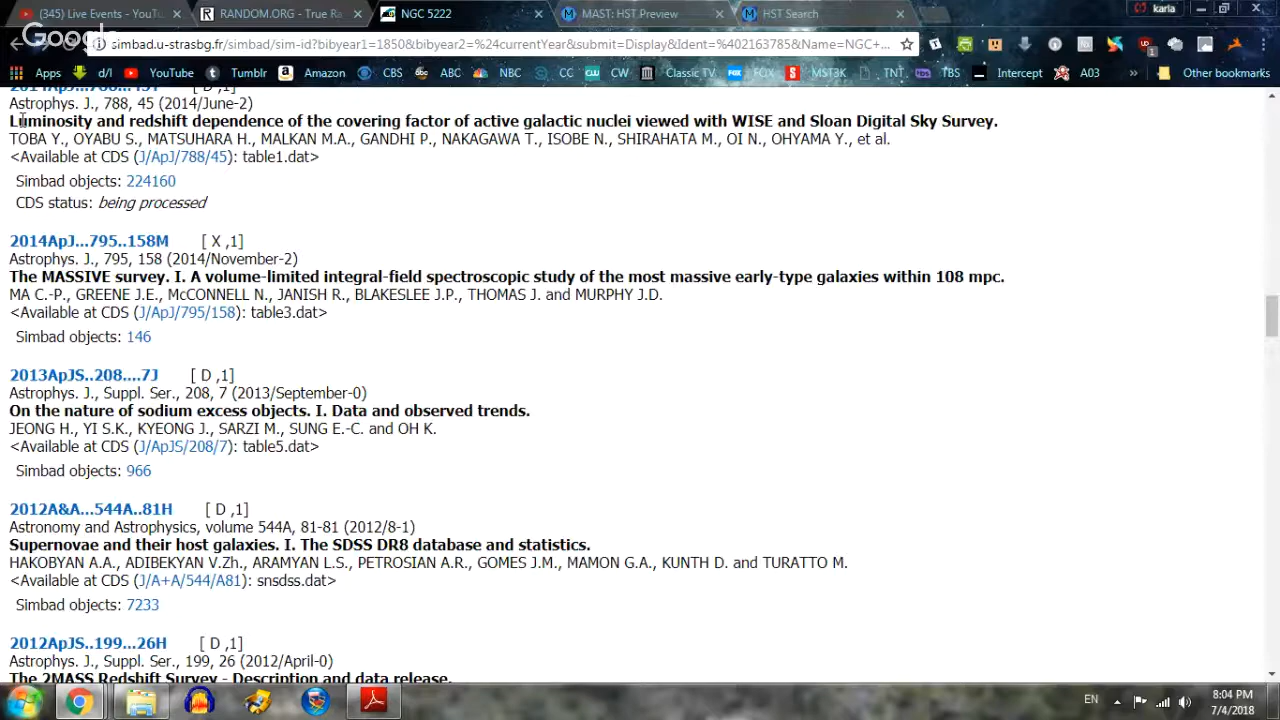 (345) Live Events - YouTu
RANDOM.ORG - True Ra
NGC 5222
MAST: HST Preview
HST Search
karla
Google
simbad.u-strasbg.fr/simbad/sim-id?bibyear1=1850&bibyear2=%24currentYear&submit=Display&Ident=%402163785&Name=NGC+...
Apps
d/l
YouTube
Tumblr
Amazon
CBS
ABC
NBC
CC
CW
Classic TV
FOX
MST3K
TNT
TBS
Intercept
A03
»
Other bookmarks
Astrophys. J., 788, 45 (2014/June-2)
Luminosity and redshift dependence of the covering factor of active galactic nuclei viewed with WISE and Sloan Digital Sky Survey.
TOBA Y., OYABU S., MATSUHARA H., MALKAN M.A., GANDHI P., NAKAGAWA T., ISOBE N., SHIRAHATA M., OI N., OHYAMA Y., et al.
<Available at CDS (J/ApJ/788/45): table1.dat>
Simbad objects: 224160
CDS status: being processed
2014ApJ...795..158M [ X ,1]
Astrophys. J., 795, 158 (2014/November-2)
The MASSIVE survey. I. A volume-limited integral-field spectroscopic study of the most massive early-type galaxies within 108 mpc.
MA C.-P., GREENE J.E., McCONNELL N., JANISH R., BLAKESLEE J.P., THOMAS J. and MURPHY J.D.
<Available at CDS (J/ApJ/795/158): table3.dat>
Simbad objects: 146
2013ApJS..208....7J [ D ,1]
Astrophys. J., Suppl. Ser., 208, 7 (2013/September-0)
On the nature of sodium excess objects. I. Data and observed trends.
JEONG H., YI S.K., KYEONG J., SARZI M., SUNG E.-C. and OH K.
<Available at CDS (J/ApJS/208/7): table5.dat>
Simbad objects: 966
2012A&A...544A..81H [ D ,1]
Astronomy and Astrophysics, volume 544A, 81-81 (2012/8-1)
Supernovae and their host galaxies. I. The SDSS DR8 database and statistics.
HAKOBYAN A.A., ADIBEKYAN V.Zh., ARAMYAN L.S., PETROSIAN A.R., GOMES J.M., MAMON G.A., KUNTH D. and TURATTO M.
<Available at CDS (J/A+A/544/A81): snsdss.dat>
Simbad objects: 7233
2012ApJS..199...26H [ D ,1]
Astrophys. J., Suppl. Ser., 199, 26 (2012/April-0)
The 2MASS Redshift Survey - Description and data release.
EN
8:04 PM
7/4/2018